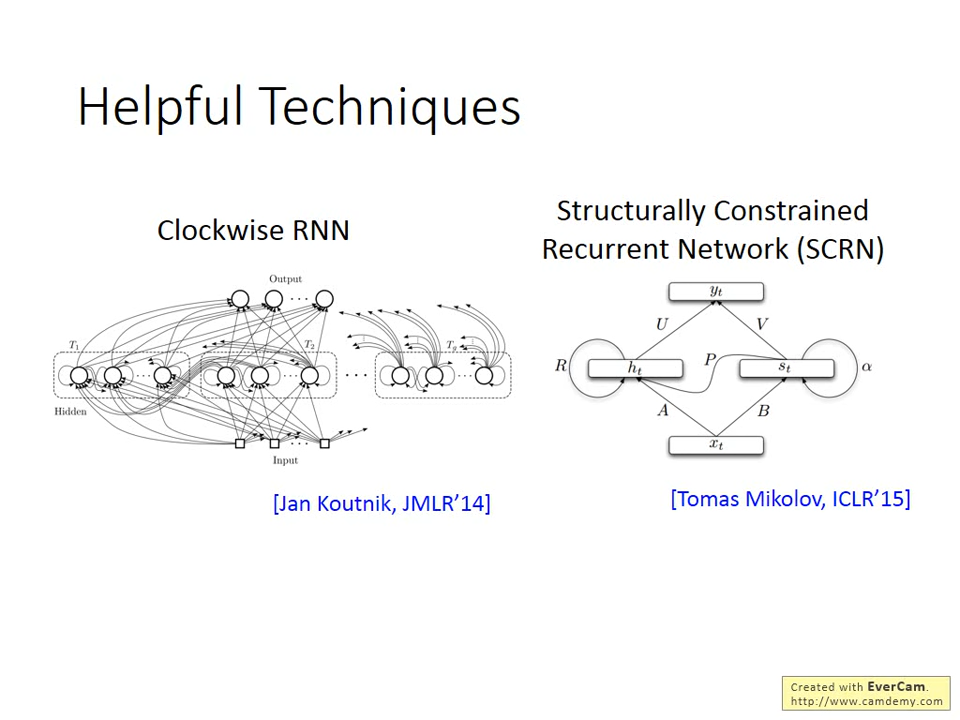 Helpful Techniques
Clockwise RNN
Structurally Constrained
Recurrent Network (SCRN)
Output
T1
T2
Tg
Hidden
Input
yt
U
V
R
ht
P
st
α
A
B
xt
[Jan Koutnik, JMLR’14]
[Tomas Mikolov, ICLR’15]
Created with EverCam.
http://www.camdemy.com